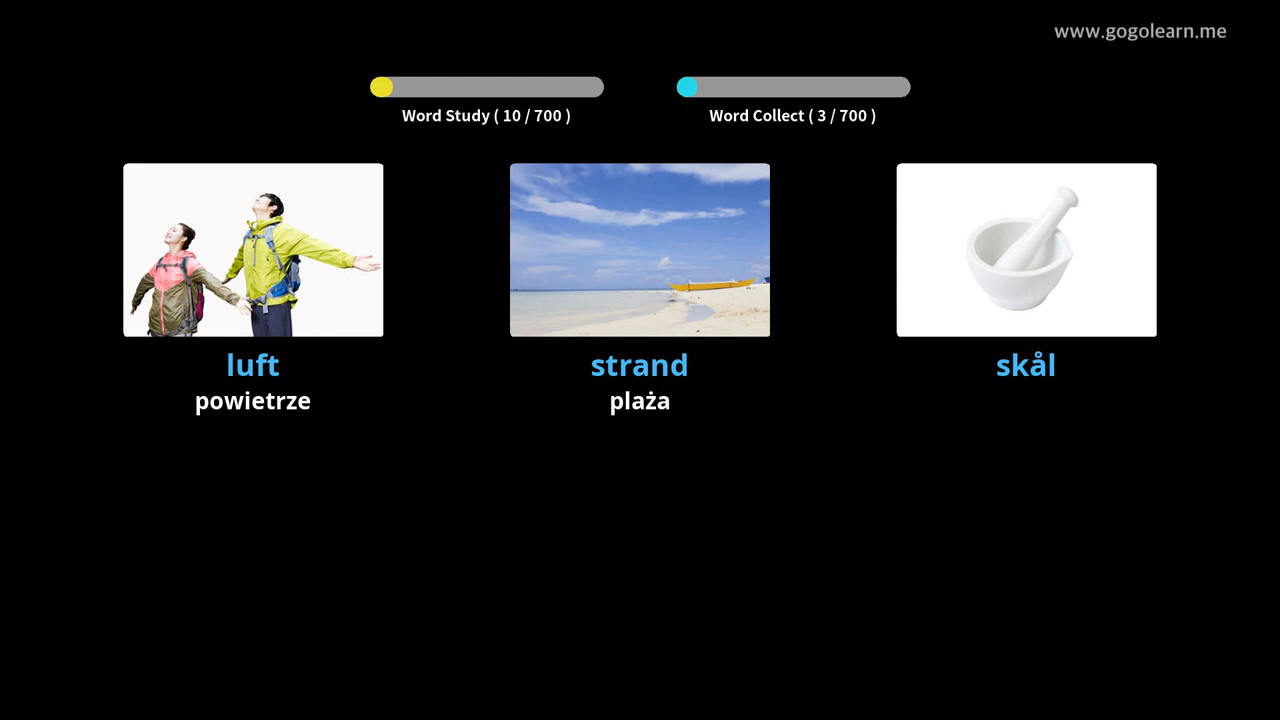 www.gogolearn.me
Word Study ( 10 / 700 )
Word Collect ( 3 / 700 )
luft
powietrze
strand
plaża
skål